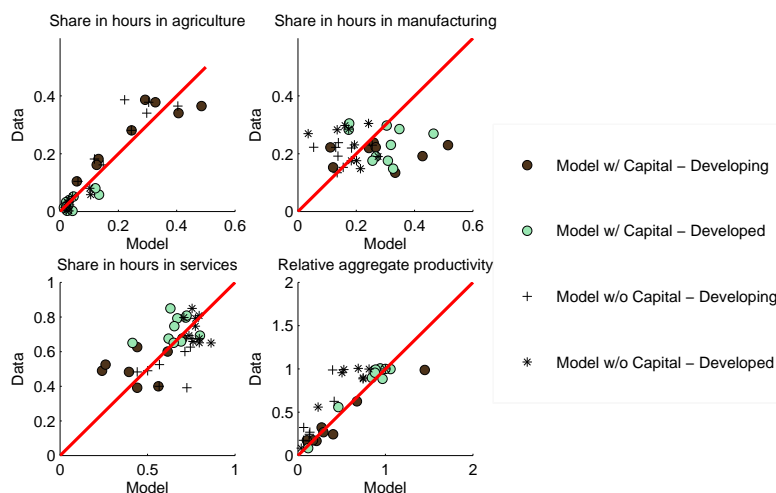 Share in hours in agriculture
Share in hours in manufacturing
Data
0.4
0.2
0
0 0.2 0.4 0.6
Model
Data
0.4
0.2
0
0 0.2 0.4 0.6
Model
Share in hours in services
Relative aggregate productivity
Data
1
0.8
0.6
0.4
0.2
0
0 0.5 1
Model
Data
2
1.5
1
0.5
0
0 1 2
Model
Model w/ Capital − Developing
Model w/ Capital − Developed
Model w/o Capital − Developing
Model w/o Capital − Developed